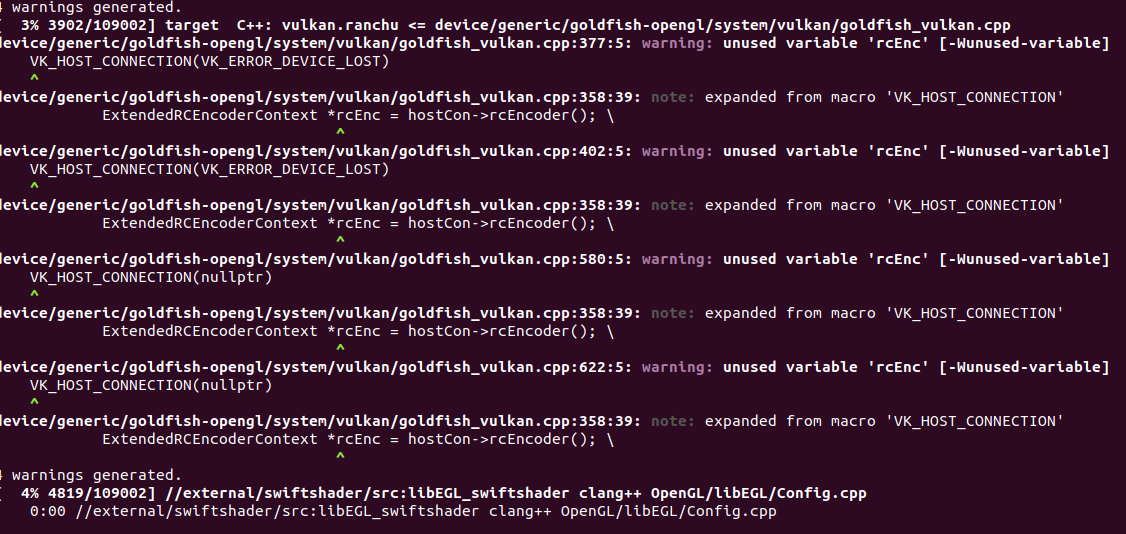 4 warnings generated.
[  3% 3902/109002] target  C++: vulkan.ranchu <= device/generic/goldfish-opengl/system/vulkan/goldfish_vulkan.cpp
device/generic/goldfish-opengl/system/vulkan/goldfish_vulkan.cpp:377:5: warning: unused variable 'rcEnc' [-Wunused-variable]
    VK_HOST_CONNECTION(VK_ERROR_DEVICE_LOST)
    ^
device/generic/goldfish-opengl/system/vulkan/goldfish_vulkan.cpp:358:39: note: expanded from macro 'VK_HOST_CONNECTION'
            ExtendedRCEncoderContext *rcEnc = hostCon->rcEncoder(); \
                                      ^
device/generic/goldfish-opengl/system/vulkan/goldfish_vulkan.cpp:402:5: warning: unused variable 'rcEnc' [-Wunused-variable]
    VK_HOST_CONNECTION(VK_ERROR_DEVICE_LOST)
    ^
device/generic/goldfish-opengl/system/vulkan/goldfish_vulkan.cpp:358:39: note: expanded from macro 'VK_HOST_CONNECTION'
            ExtendedRCEncoderContext *rcEnc = hostCon->rcEncoder(); \
                                      ^
device/generic/goldfish-opengl/system/vulkan/goldfish_vulkan.cpp:580:5: warning: unused variable 'rcEnc' [-Wunused-variable]
    VK_HOST_CONNECTION(nullptr)
    ^
device/generic/goldfish-opengl/system/vulkan/goldfish_vulkan.cpp:358:39: note: expanded from macro 'VK_HOST_CONNECTION'
            ExtendedRCEncoderContext *rcEnc = hostCon->rcEncoder(); \
                                      ^
device/generic/goldfish-opengl/system/vulkan/goldfish_vulkan.cpp:622:5: warning: unused variable 'rcEnc' [-Wunused-variable]
    VK_HOST_CONNECTION(nullptr)
    ^
device/generic/goldfish-opengl/system/vulkan/goldfish_vulkan.cpp:358:39: note: expanded from macro 'VK_HOST_CONNECTION'
            ExtendedRCEncoderContext *rcEnc = hostCon->rcEncoder(); \
                                      ^
4 warnings generated.
[  4% 4819/109002] //external/swiftshader/src:libEGL_swiftshader clang++ OpenGL/libEGL/Config.cpp
    0:00 //external/swiftshader/src:libEGL_swiftshader clang++ OpenGL/libEGL/Config.cpp